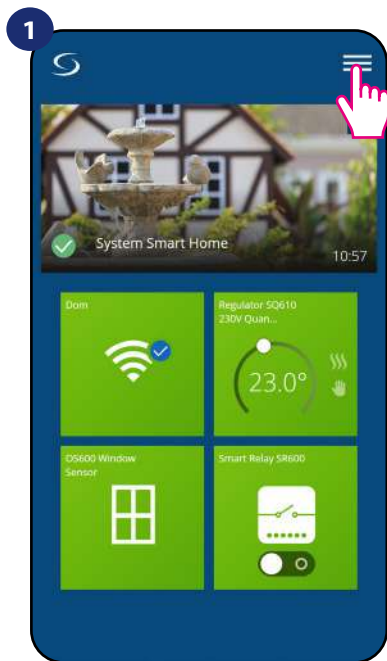 1
System Smart Home
10:57
Dom
Regulator SQ610
230V Quan...
23.0°
OS600 Window
Sensor
Smart Relay SR600